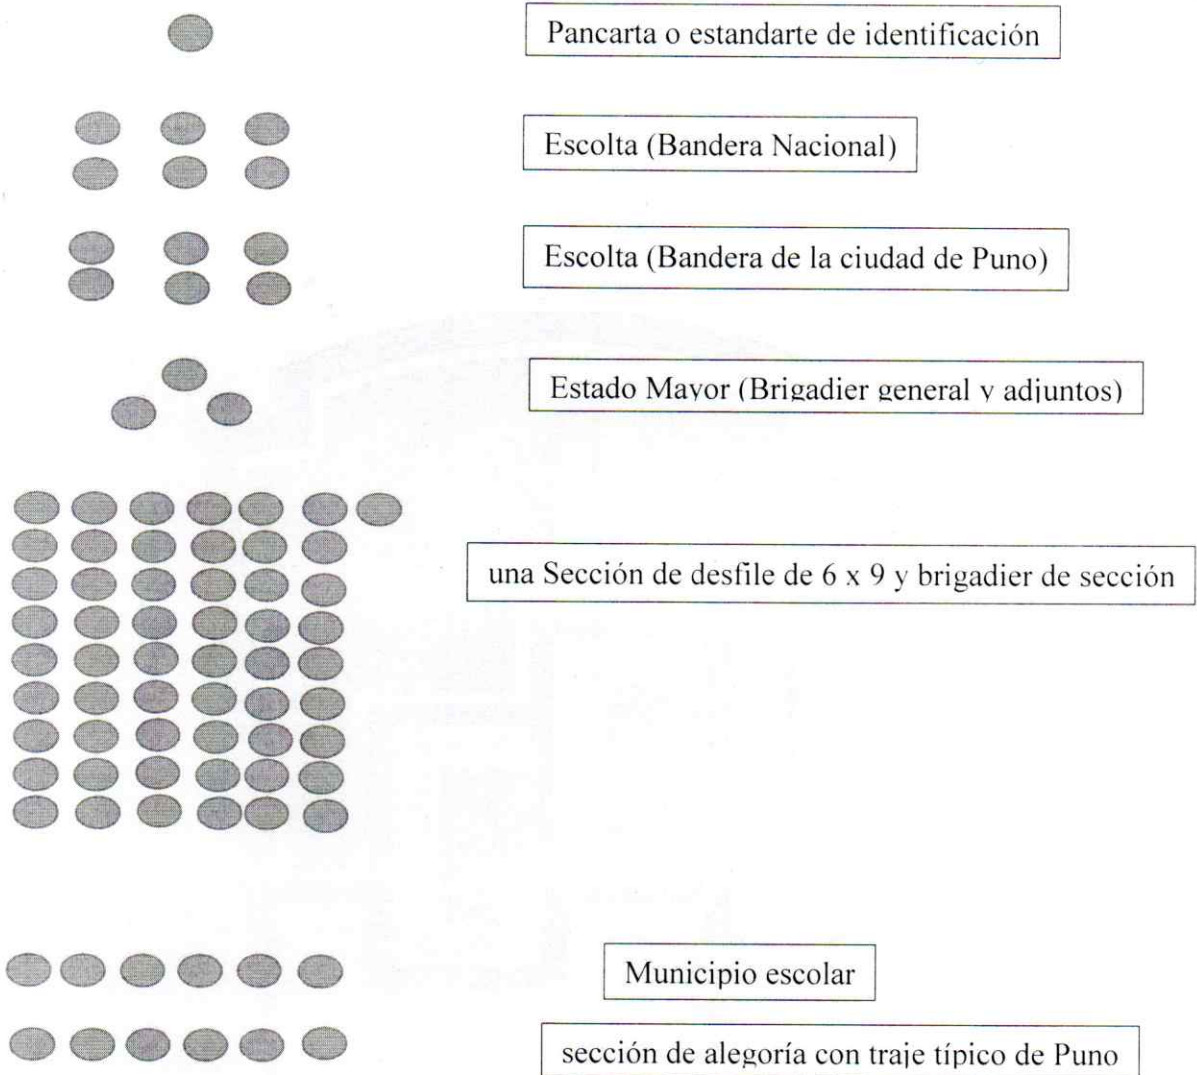 Pancarta o estandarte de identificación
Escolta (Bandera Nacional)
Escolta (Bandera de la ciudad de Puno)
Estado Mayor (Brigadier general y adjuntos)
una Sección de desfile de 6 x 9 y brigadier de sección
Municipio escolar
sección de alegoría con traje típico de Puno